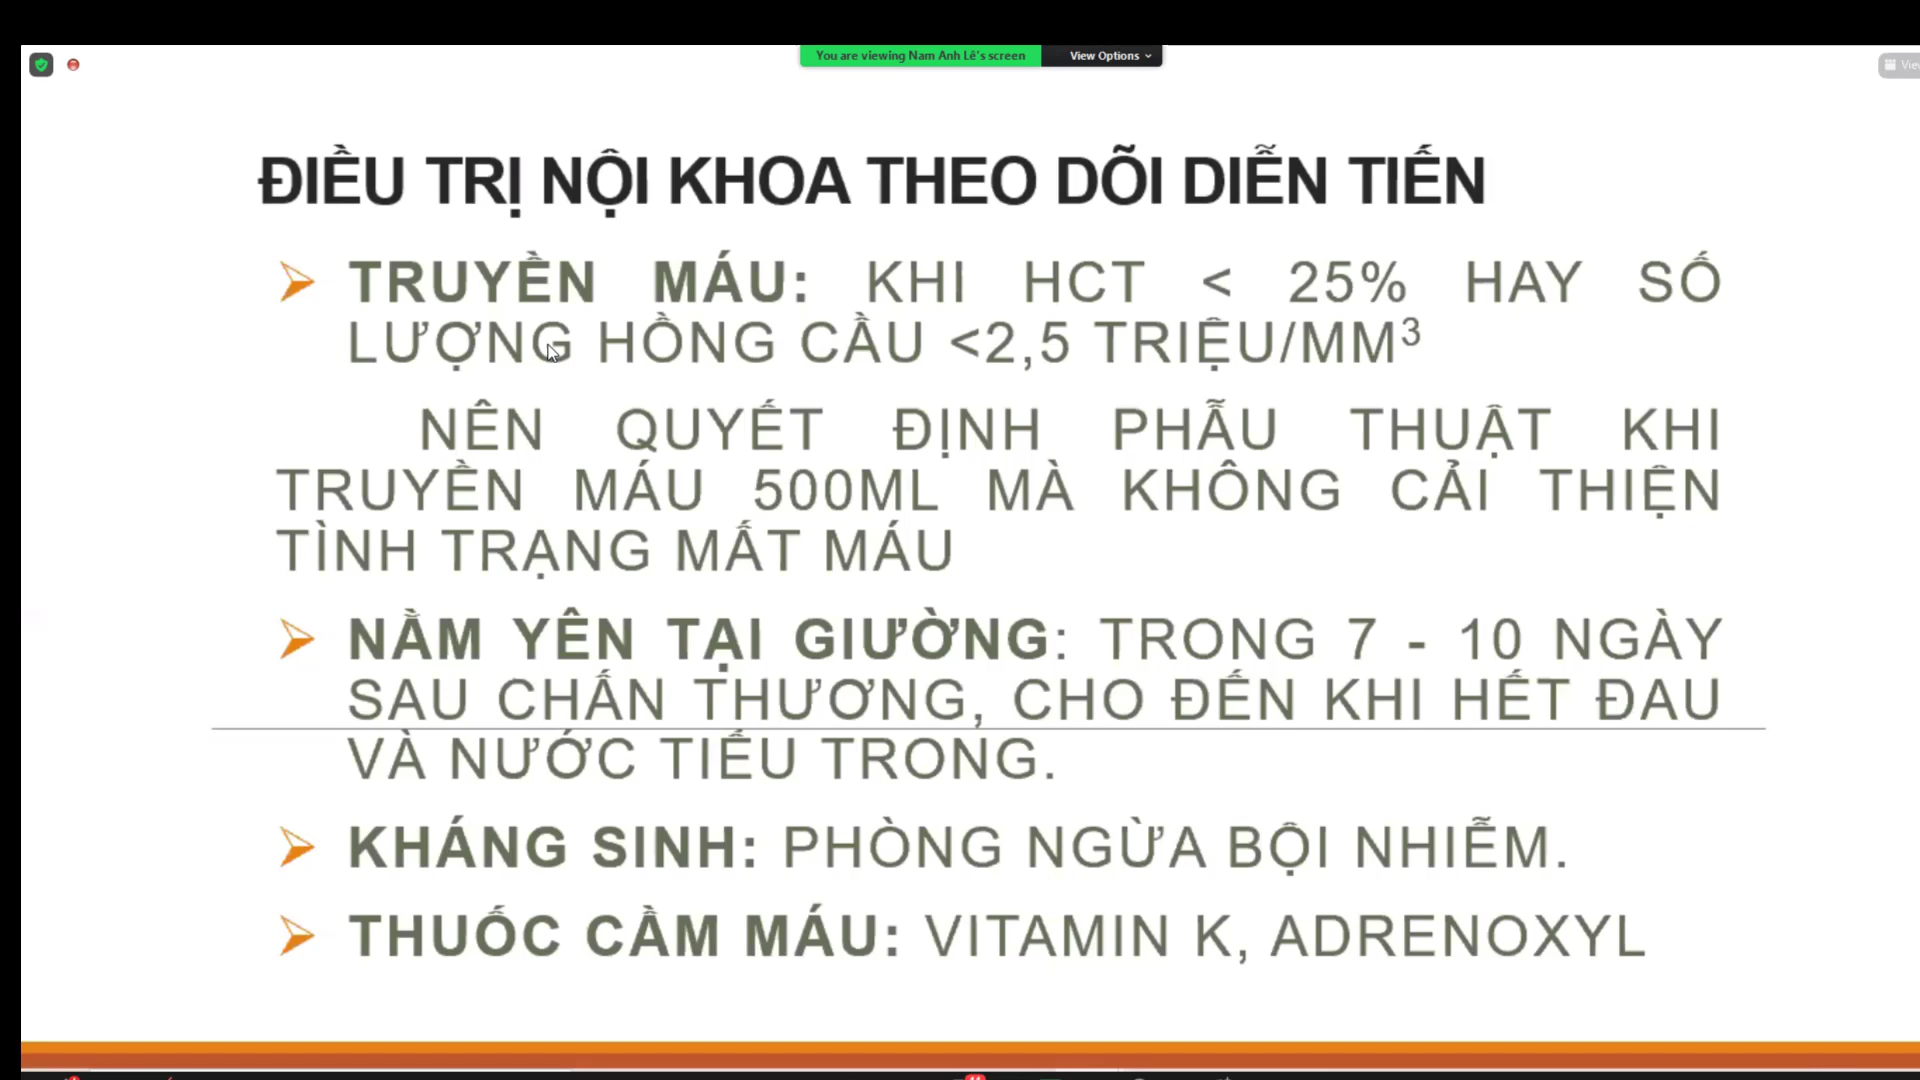 You are viewing Nam Anh Lê's screen
View Options
View
ĐIỀU TRỊ NỘI KHOA THEO DÕI DIỄN TIẾN
TRUYỀN MÁU: KHI HCT < 25% HAY SỐ
LƯỢNG HỒNG CẦU <2,5 TRIỆU/MM³
NÊN QUYẾT ĐỊNH PHẪU THUẬT KHI
TRUYỀN MÁU 500ML MÀ KHÔNG CẢI THIỆN
TÌNH TRẠNG MẤT MÁU
NẰM YÊN TẠI GIƯỜNG: TRONG 7 - 10 NGÀY
SAU CHẤN THƯƠNG, CHO ĐẾN KHI HẾT ĐAU
VÀ NƯỚC TIỂU TRONG.
KHÁNG SINH: PHÒNG NGỪA BỘI NHIỄM.
THUỐC CẦM MÁU: VITAMIN K, ADRENOXYL